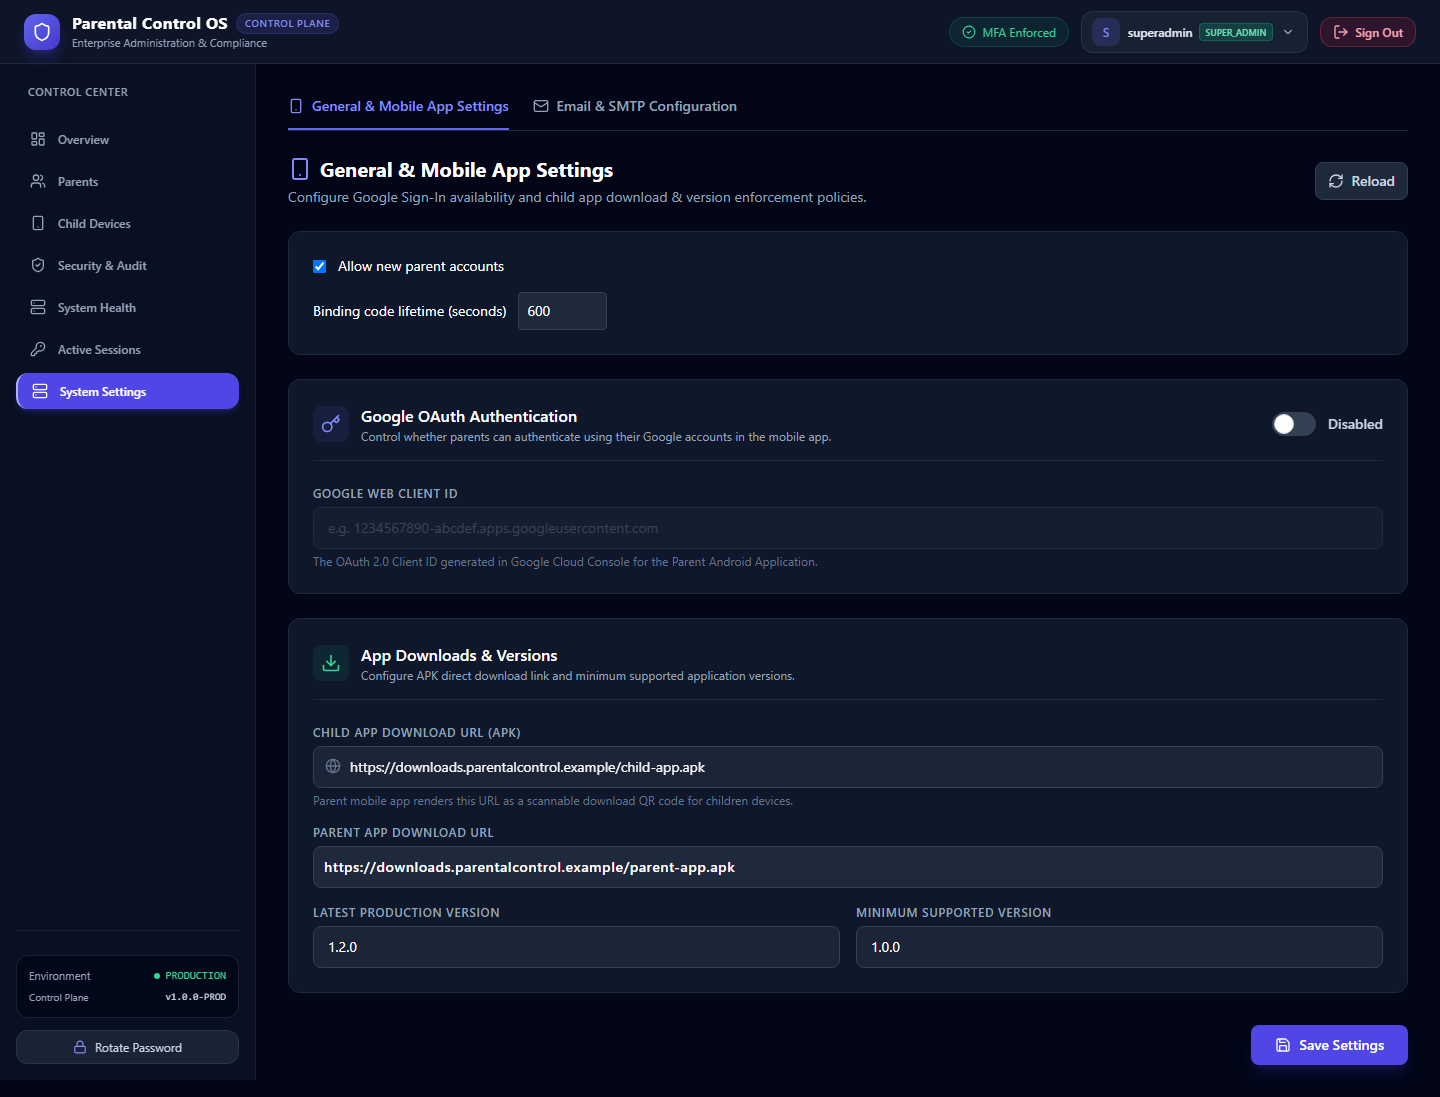 Parental Control OS
CONTROL PLANE
Enterprise Administration & Compliance
MFA Enforced
S
superadmin
SUPER_ADMIN
Sign Out
CONTROL CENTER
Overview
Parents
Child Devices
Security & Audit
System Health
Active Sessions
System Settings
Environment
PRODUCTION
Control Plane
v1.0.0-PROD
Rotate Password
General & Mobile App Settings
Email & SMTP Configuration
General & Mobile App Settings
Configure Google Sign-In availability and child app download & version enforcement policies.
Reload
Allow new parent accounts
Binding code lifetime (seconds)
600
Google OAuth Authentication
Control whether parents can authenticate using their Google accounts in the mobile app.
Disabled
GOOGLE WEB CLIENT ID
e.g. 1234567890-abcdef.apps.googleusercontent.com
The OAuth 2.0 Client ID generated in Google Cloud Console for the Parent Android Application.
App Downloads & Versions
Configure APK direct download link and minimum supported application versions.
CHILD APP DOWNLOAD URL (APK)
https://downloads.parentalcontrol.example/child-app.apk
Parent mobile app renders this URL as a scannable download QR code for children devices.
PARENT APP DOWNLOAD URL
https://downloads.parentalcontrol.example/parent-app.apk
LATEST PRODUCTION VERSION
1.2.0
MINIMUM SUPPORTED VERSION
1.0.0
Save Settings